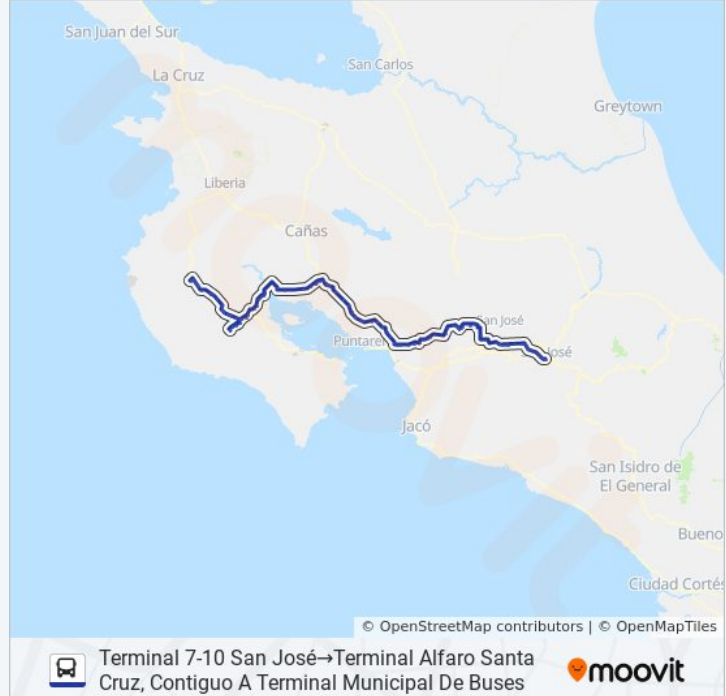 San Juan del Sur
La Cruz
San Carlos
Greytown
Liberia
Cañas
San José
Puntaren
José
Jacó
San Isidro de
El General
Bueno
Ciudad Cortés
© OpenStreetMap contributors | © OpenMapTiles
Terminal 7-10 San José→Terminal Alfaro Santa
Cruz, Contiguo A Terminal Municipal De Buses
moovit